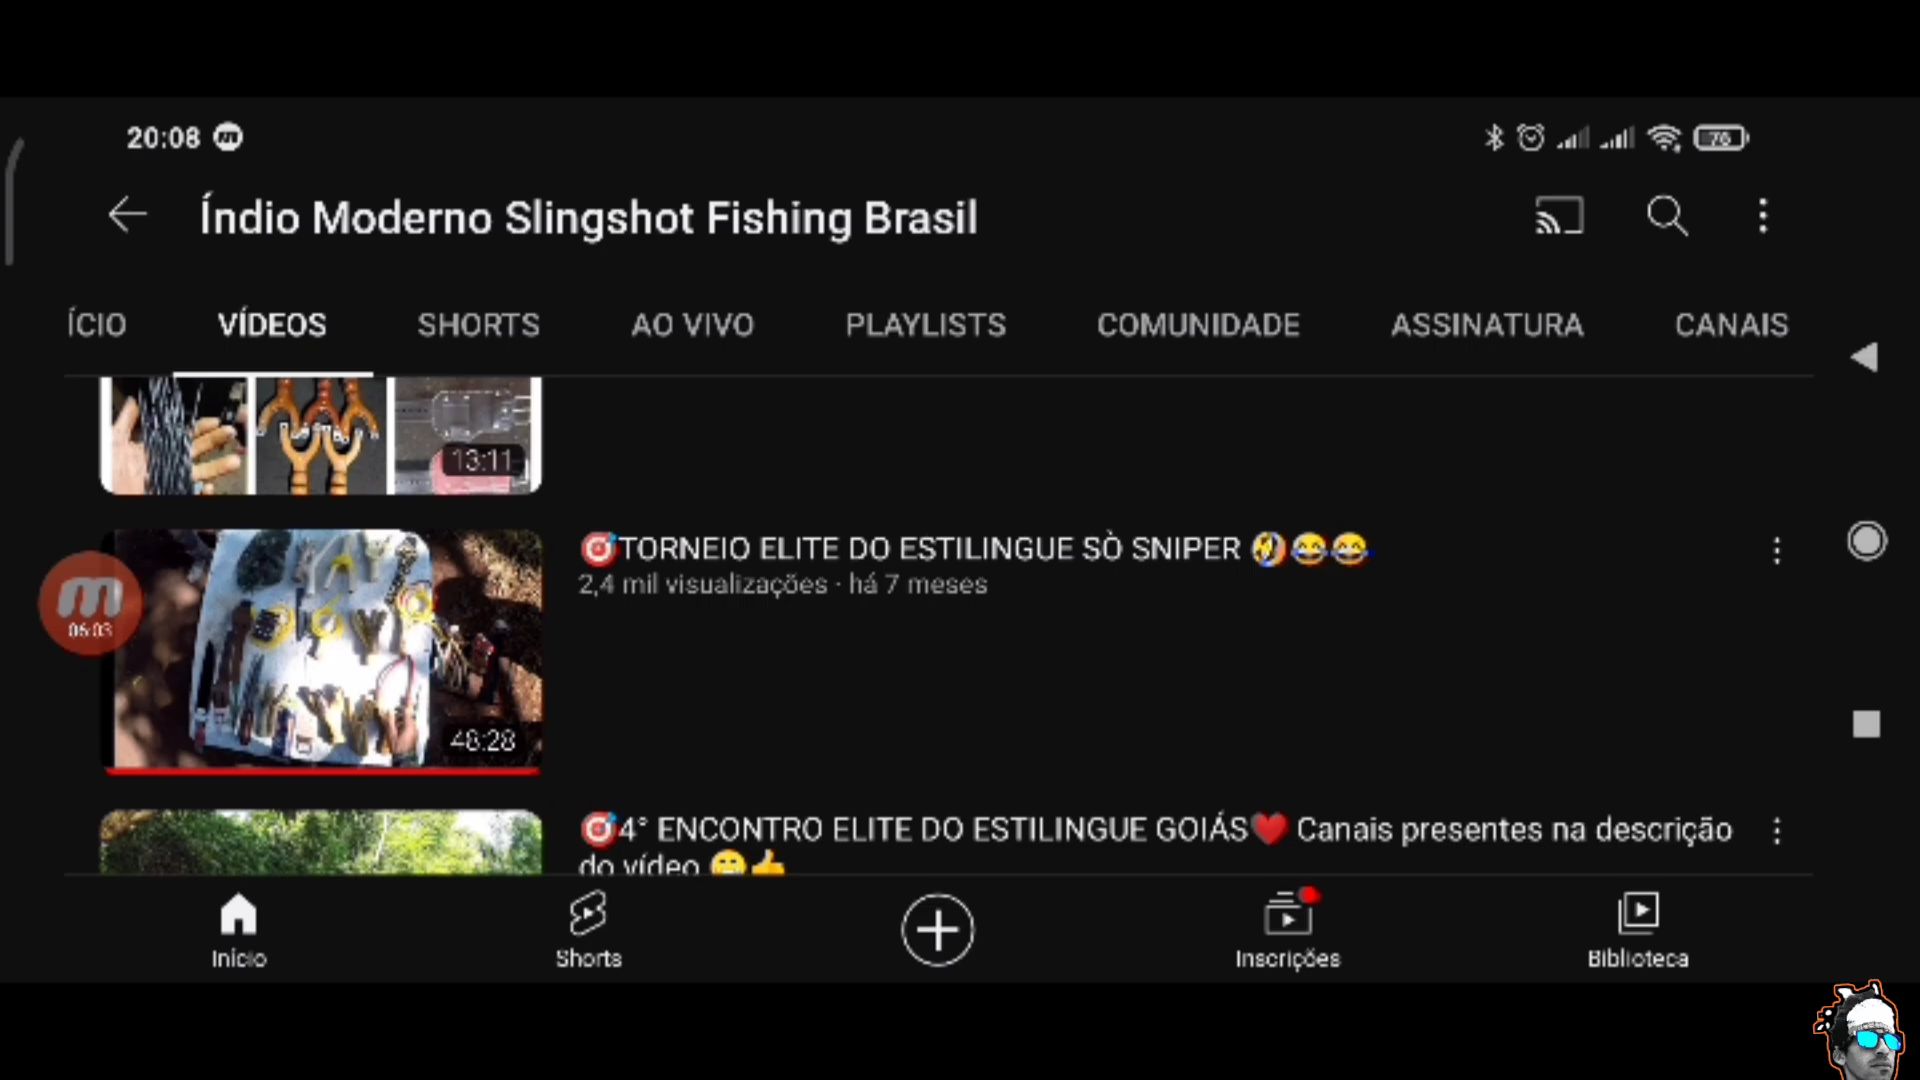 20:08 m
76
Índio Moderno Slingshot Fishing Brasil
ÍCIO VÍDEOS SHORTS AO VIVO PLAYLISTS COMUNIDADE ASSINATURA CANAIS
13:11
🎯TORNEIO ELITE DO ESTILINGUE SÒ SNIPER 🤣😂😂
2,4 mil visualizações · há 7 meses
m
06:03
48:28
🎯4° ENCONTRO ELITE DO ESTILINGUE GOIÁS❤️ Canais presentes na descrição
do vídeo 😁👍
Início Shorts Inscrições Biblioteca